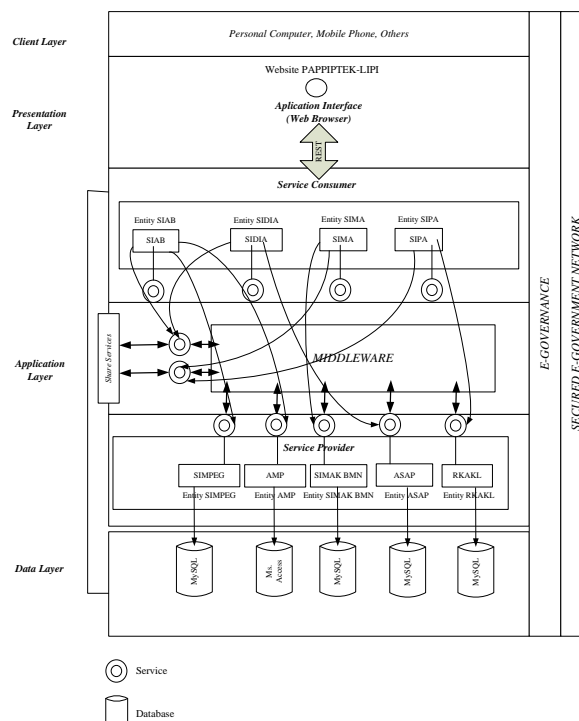 Client Layer
Personal Computer, Mobile Phone, Others
Website PAPPIPTEK-LIPI
Presentation
Layer
Aplication Interface
(Web Browser)
REST
Service Consumer
Entity SIAB
Entity SIDIA
Entity SIMA
Entity SIPA
SIAB
SIDIA
SIMA
SIPA
Application
Layer
Share Services
MIDDLEWARE
Service Provider
SIMPEG
AMP
SIMAK BMN
ASAP
RKAKL
Entity SIMPEG
Entity AMP
Entity SIMAK BMN
Entity ASAP
Entity RKAKL
Data Layer
MySQL
Ms.
Access
MySQL
MySQL
MySQL
E-GOVERNANCE
SECURED E-GOVERNMENT NETWORK
Service
Database